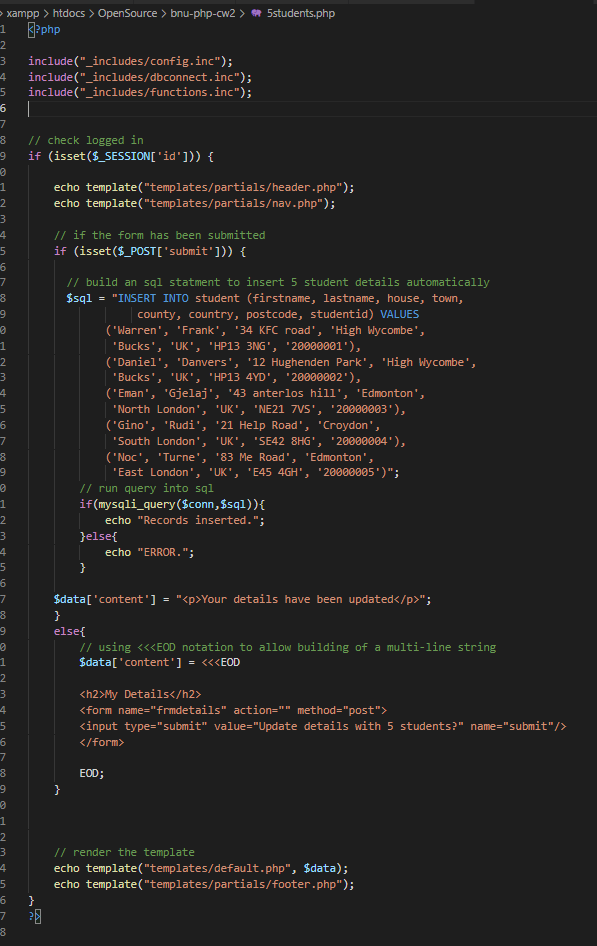 xampp > htdocs > OpenSource > bnu-php-cw2 > 5students.php
1 <?php
2
3 include("_includes/config.inc");
4 include("_includes/dbconnect.inc");
5 include("_includes/functions.inc");
6
7
8 // check logged in
9 if (isset($_SESSION['id'])) {
0
1 echo template("templates/partials/header.php");
2 echo template("templates/partials/nav.php");
3
4 // if the form has been submitted
5 if (isset($_POST['submit'])) {
6
7 // build an sql statment to insert 5 student details automatically
8 $sql = "INSERT INTO student (firstname, lastname, house, town,
9 county, country, postcode, studentid) VALUES
0 ('Warren', 'Frank', '34 KFC road', 'High Wycombe',
1 'Bucks', 'UK', 'HP13 3NG', '20000001'),
2 ('Daniel', 'Danvers', '12 Hughenden Park', 'High Wycombe',
3 'Bucks', 'UK', 'HP13 4YD', '20000002'),
4 ('Eman', 'Gjelaj', '43 anterlos hill', 'Edmonton',
5 'North London', 'UK', 'NE21 7VS', '20000003'),
6 ('Gino', 'Rudi', '21 Help Road', 'Croydon',
7 'South London', 'UK', 'SE42 8HG', '20000004'),
8 ('Noc', 'Turne', '83 Me Road', 'Edmonton',
9 'East London', 'UK', 'E45 4GH', '20000005')";
0 // run query into sql
1 if(mysqli_query($conn,$sql)){
2 echo "Records inserted.";
3 }else{
4 echo "ERROR.";
5 }
6
7 $data['content'] = "<p>Your details have been updated</p>";
8 }
9 else{
0 // using <<<EOD notation to allow building of a multi-line string
1 $data['content'] = <<<EOD
2
3 <h2>My Details</h2>
4 <form name="frmdetails" action="" method="post">
5 <input type="submit" value="Update details with 5 students?" name="submit"/>
6 </form>
7
8 EOD;
9 }
0
1
2
3 // render the template
4 echo template("templates/default.php", $data);
5 echo template("templates/partials/footer.php");
6 }
7 ?>
8